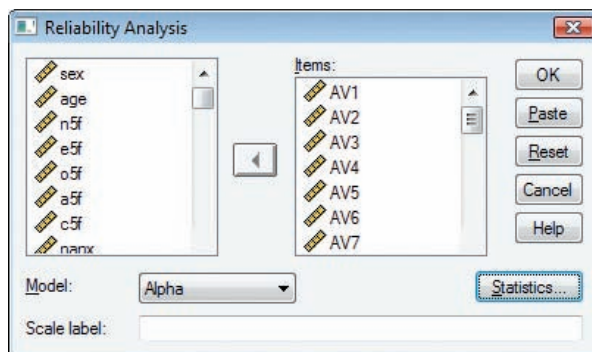 Reliability Analysis
sex
age
n5f
e5f
o5f
a5f
c5f
nanx
Items:
AV1
AV2
AV3
AV4
AV5
AV6
AV7
OK
Paste
Reset
Cancel
Help
Model:
Alpha
Statistics...
Scale label: